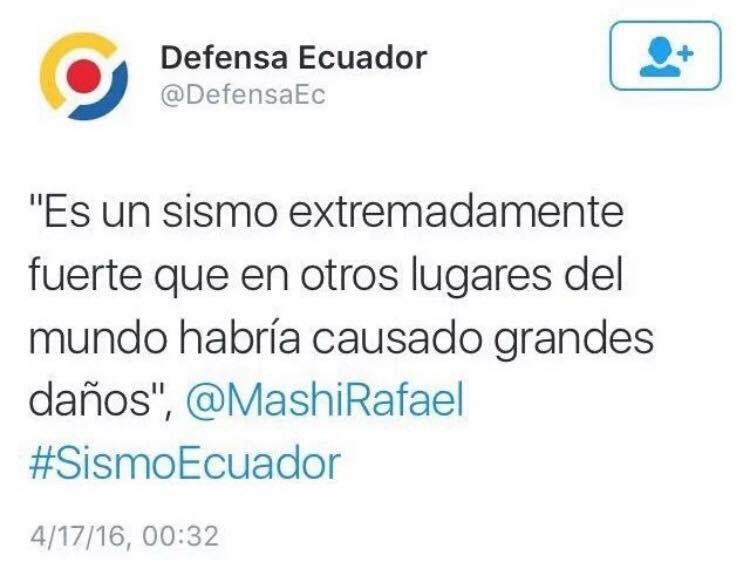 Defensa Ecuador
@DefensaEc
"Es un sismo extremadamente
fuerte que en otros lugares del
mundo habría causado grandes
daños", @MashiRafael
#SismoEcuador
4/17/16, 00:32